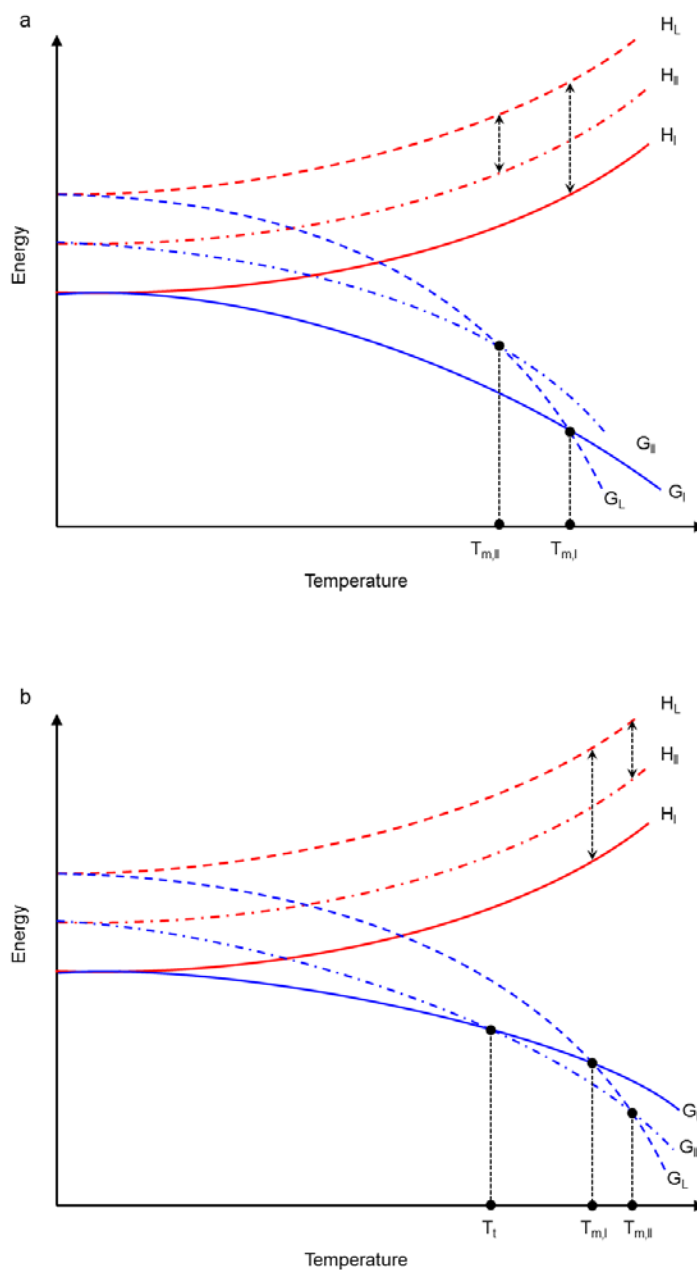 a
H_L
H_II
H_I
Energy
G_II
G_L
G_I
T_m,II
T_m,I
Temperature
b
H_L
H_II
H_I
Energy
G_I
G_II
G_L
T_t
T_m,I
T_m,II
Temperature